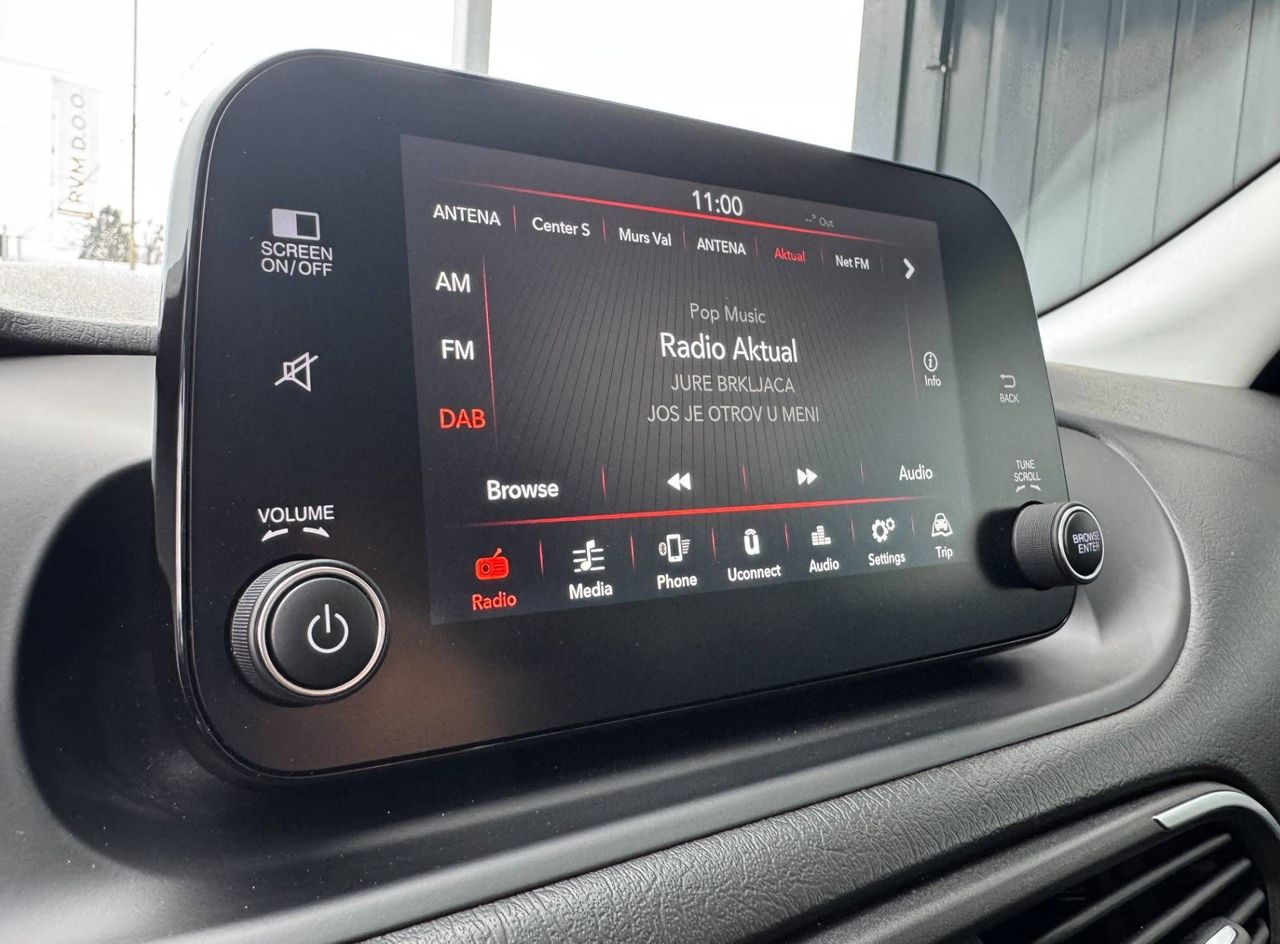 RVM D.O.O.
SCREEN
ON/OFF
VOLUME
11:00
--° Out
ANTENA
Center S
Murs Val
ANTENA
Aktual
Net FM
AM
FM
DAB
Pop Music
Radio Aktual
JURE BRKLJACA
JOS JE OTROV U MENI
Info
Browse
Audio
Radio
Media
Phone
Uconnect
Audio
Settings
Trip
BACK
TUNE
SCROLL
BROWSE
ENTER